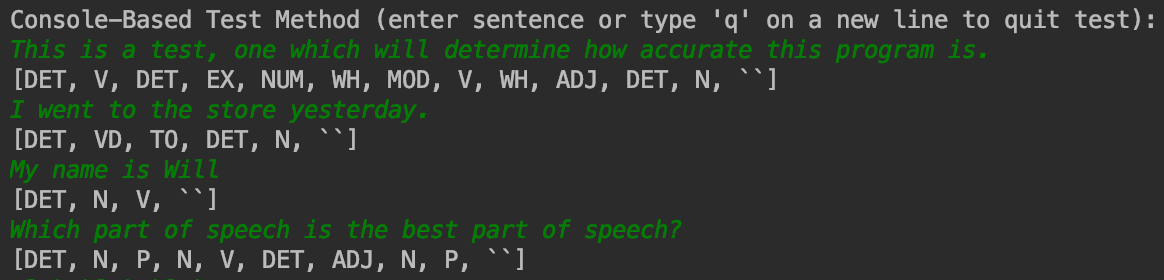 Console-Based Test Method (enter sentence or type 'q' on a new line to quit test):
This is a test, one which will determine how accurate this program is.
[DET, V, DET, EX, NUM, WH, MOD, V, WH, ADJ, DET, N, ``]
I went to the store yesterday.
[DET, VD, TO, DET, N, ``]
My name is Will
[DET, N, V, ``]
Which part of speech is the best part of speech?
[DET, N, P, N, V, DET, ADJ, N, P, ``]